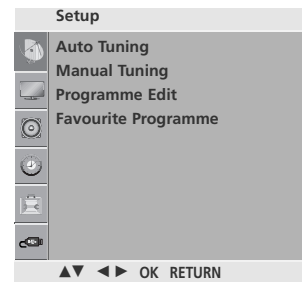 Setup
Auto Tuning
Manual Tuning
Programme Edit
Favourite Programme
▲▼ ◄► OK RETURN